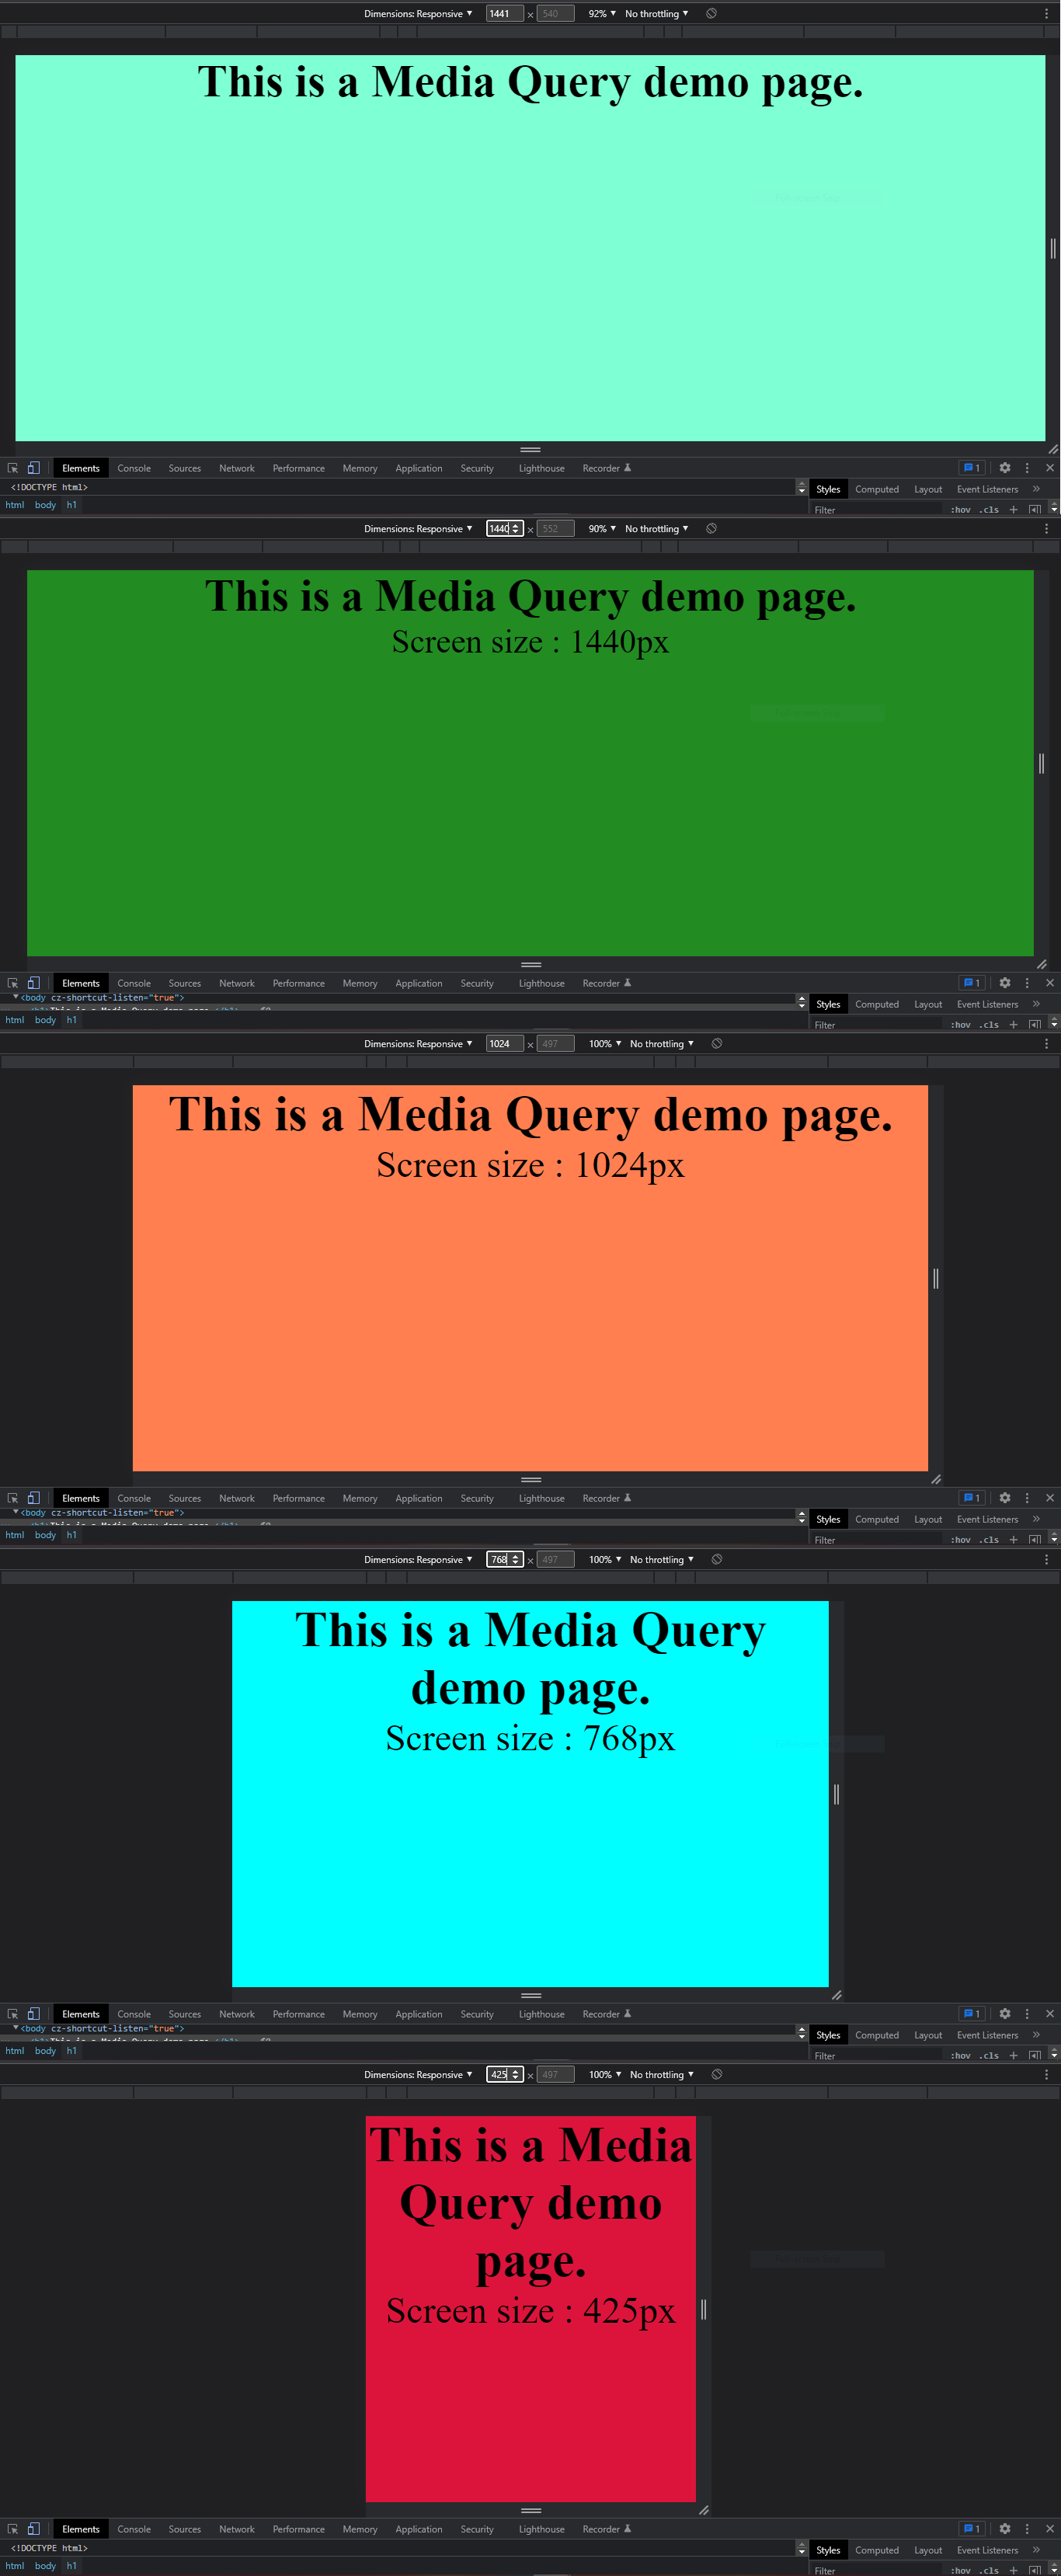 Dimensions: Responsive 1441 × 540 92% No throttling
This is a Media Query demo page.
Elements Console Sources Network Performance Memory Application Security Lighthouse Recorder 1
<!DOCTYPE html>
Styles Computed Layout Event Listeners »
html body h1
Filter :hov .cls +
Dimensions: Responsive 1440 × 552 90% No throttling
This is a Media Query demo page.
Screen size : 1440px
Elements Console Sources Network Performance Memory Application Security Lighthouse Recorder 1
<body cz-shortcut-listen="true">
Styles Computed Layout Event Listeners »
html body h1
Filter :hov .cls +
Dimensions: Responsive 1024 × 497 100% No throttling
This is a Media Query demo page.
Screen size : 1024px
Elements Console Sources Network Performance Memory Application Security Lighthouse Recorder 1
<body cz-shortcut-listen="true">
Styles Computed Layout Event Listeners »
html body h1
Filter :hov .cls +
Dimensions: Responsive 768 × 497 100% No throttling
This is a Media Query
demo page.
Screen size : 768px
Elements Console Sources Network Performance Memory Application Security Lighthouse Recorder 1
<body cz-shortcut-listen="true">
Styles Computed Layout Event Listeners »
html body h1
Filter :hov .cls +
Dimensions: Responsive 425 × 497 100% No throttling
This is a Media
Query demo
page.
Screen size : 425px
Elements Console Sources Network Performance Memory Application Security Lighthouse Recorder 1
<!DOCTYPE html>
Styles Computed Layout Event Listeners »
html body h1
Filter :hov .cls +